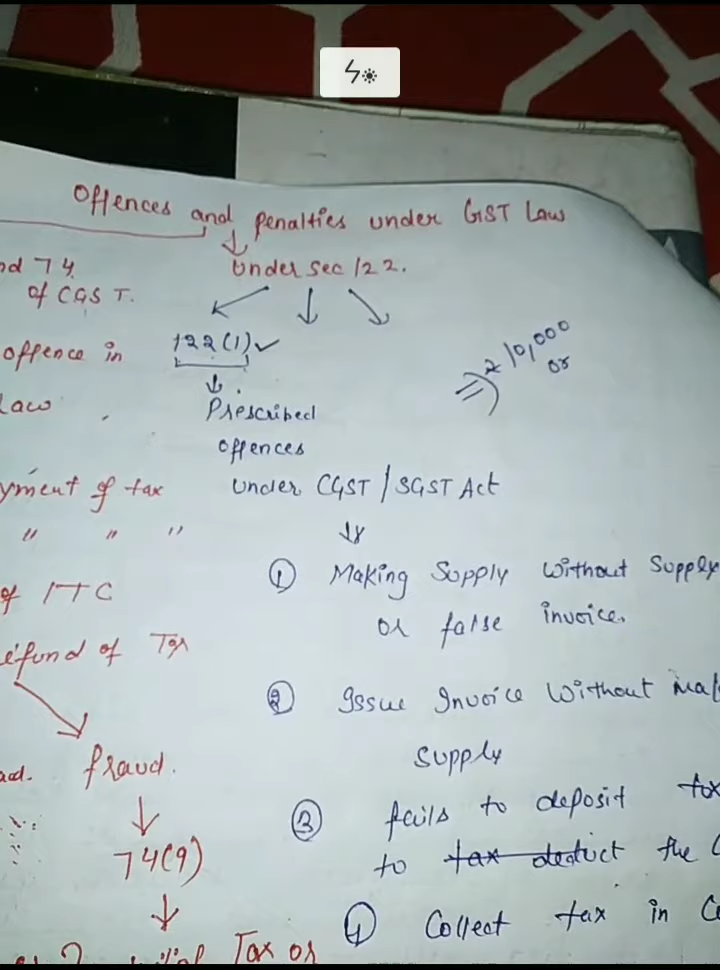 Offences and penalties under GST Law
Under sec 122.
nd 74
of CGST.
122(1)
offence in
10,000
or
Law
Prescribed
offences
under CGST/SGST Act
yment of tax
" " "
of ITC
① Making Supply without Supply
or false invoice.
efund of Tax
② Issue Invoice without mak
Supply
ad. fraud.
③ fails to deposit tax
to tax deduct the
74(9)
④ Collect tax in
Tax or